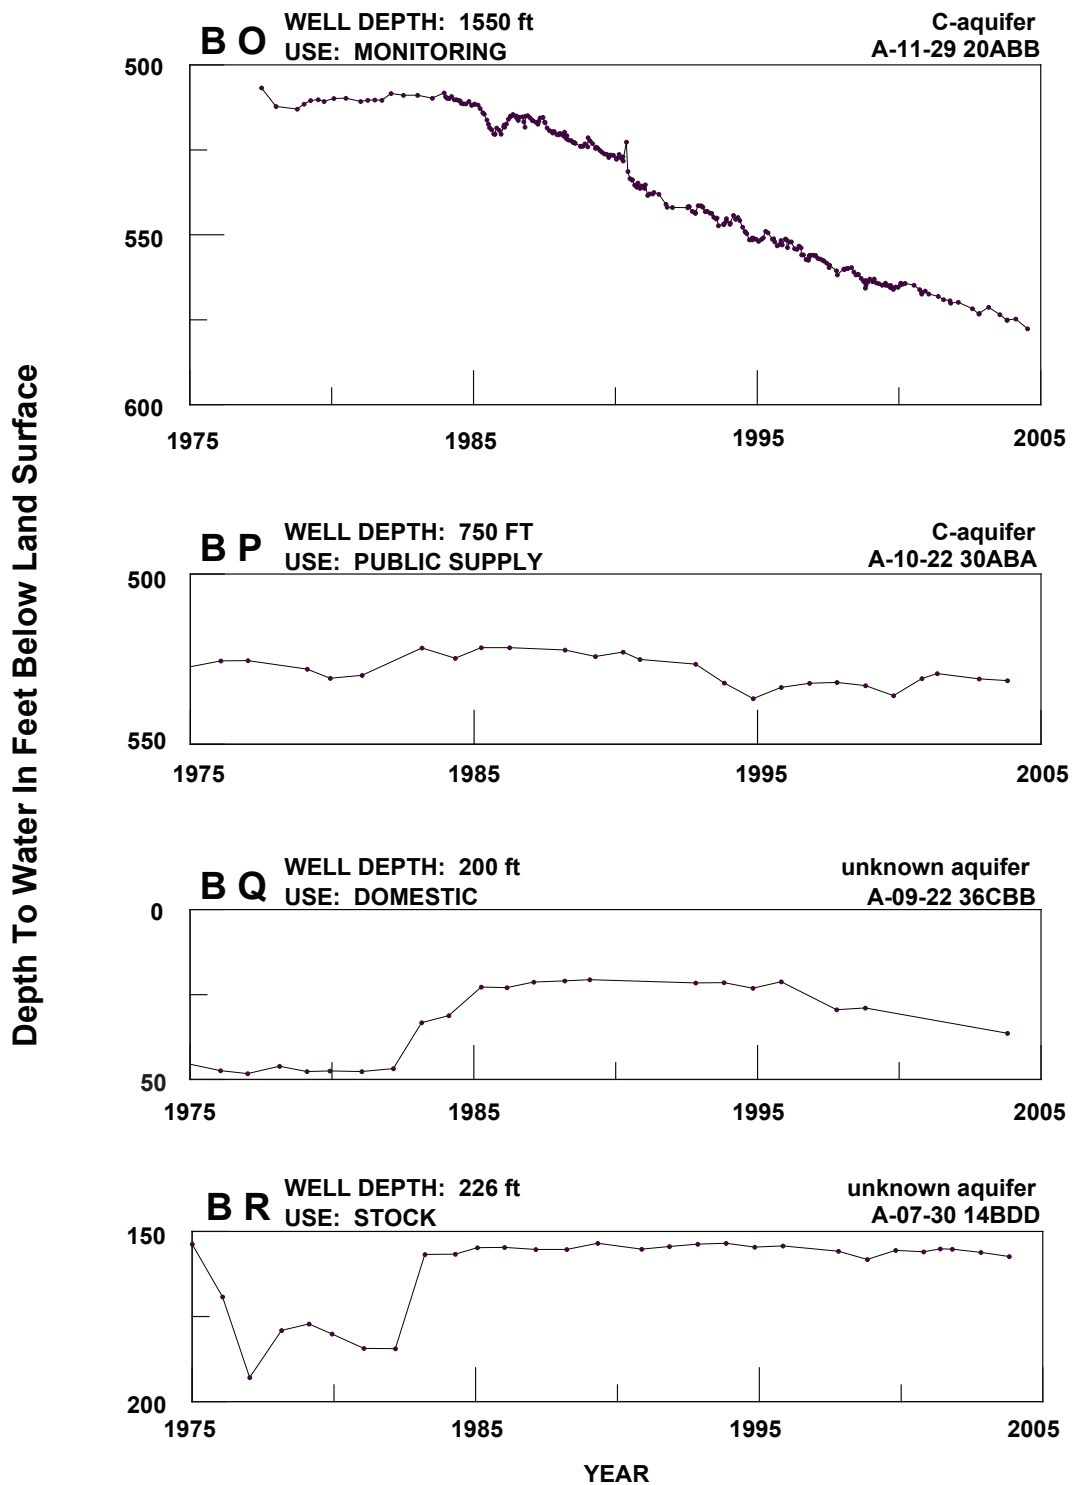 Depth To Water In Feet Below Land Surface
B O
WELL DEPTH: 1550 ft
USE: MONITORING
C-aquifer
A-11-29 20ABB
500
550
600
1975 1985 1995 2005
B P
WELL DEPTH: 750 FT
USE: PUBLIC SUPPLY
C-aquifer
A-10-22 30ABA
500
550
1975 1985 1995 2005
B Q
WELL DEPTH: 200 ft
USE: DOMESTIC
unknown aquifer
A-09-22 36CBB
0
50
1975 1985 1995 2005
B R
WELL DEPTH: 226 ft
USE: STOCK
unknown aquifer
A-07-30 14BDD
150
200
1975 1985 1995 2005
YEAR